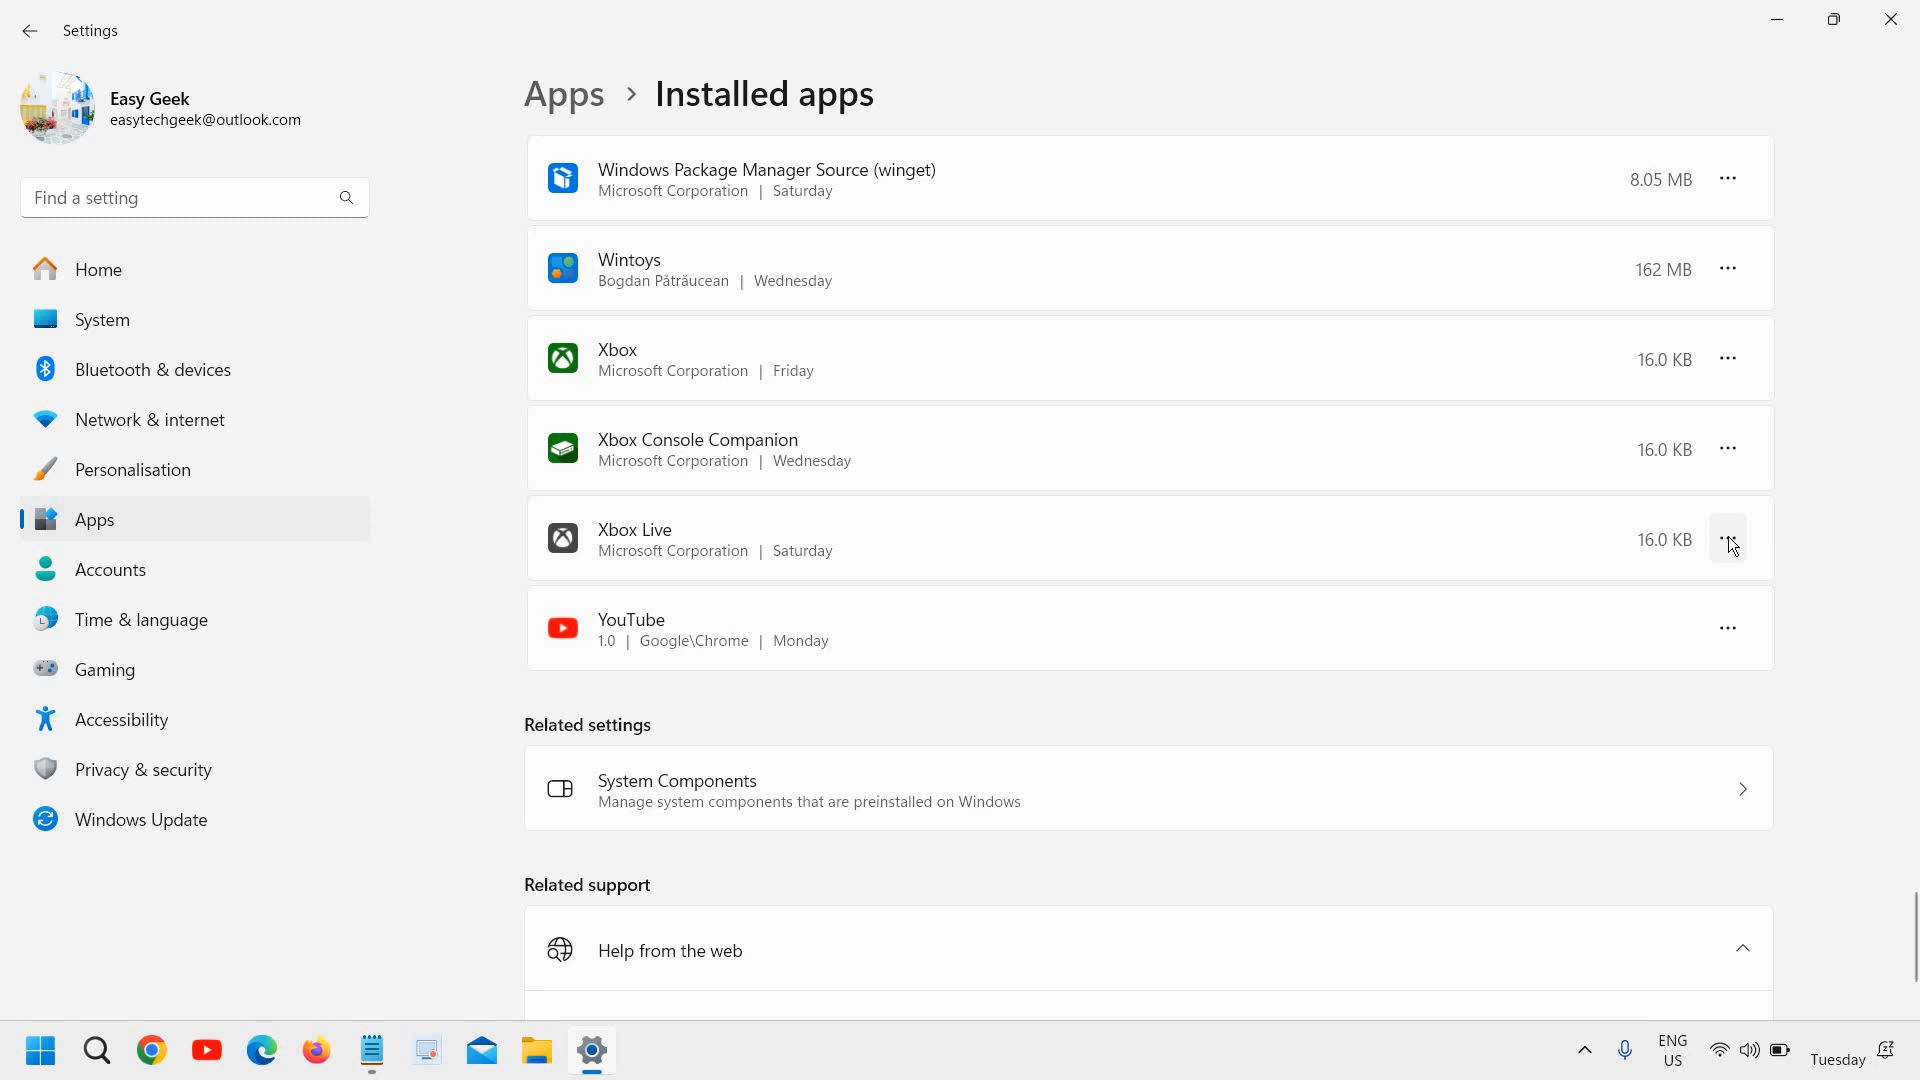 Settings
Easy Geek
easytechgeek@outlook.com
Find a setting
Home
System
Bluetooth & devices
Network & internet
Personalisation
Apps
Accounts
Time & language
Gaming
Accessibility
Privacy & security
Windows Update
Apps > Installed apps
Windows Package Manager Source (winget)
Microsoft Corporation | Saturday
8.05 MB
Wintoys
Bogdan Pătrăucean | Wednesday
162 MB
Xbox
Microsoft Corporation | Friday
16.0 KB
Xbox Console Companion
Microsoft Corporation | Wednesday
16.0 KB
Xbox Live
Microsoft Corporation | Saturday
16.0 KB
YouTube
1.0 | Google\Chrome | Monday
Related settings
System Components
Manage system components that are preinstalled on Windows
Related support
Help from the web
ENG
US
Tuesday